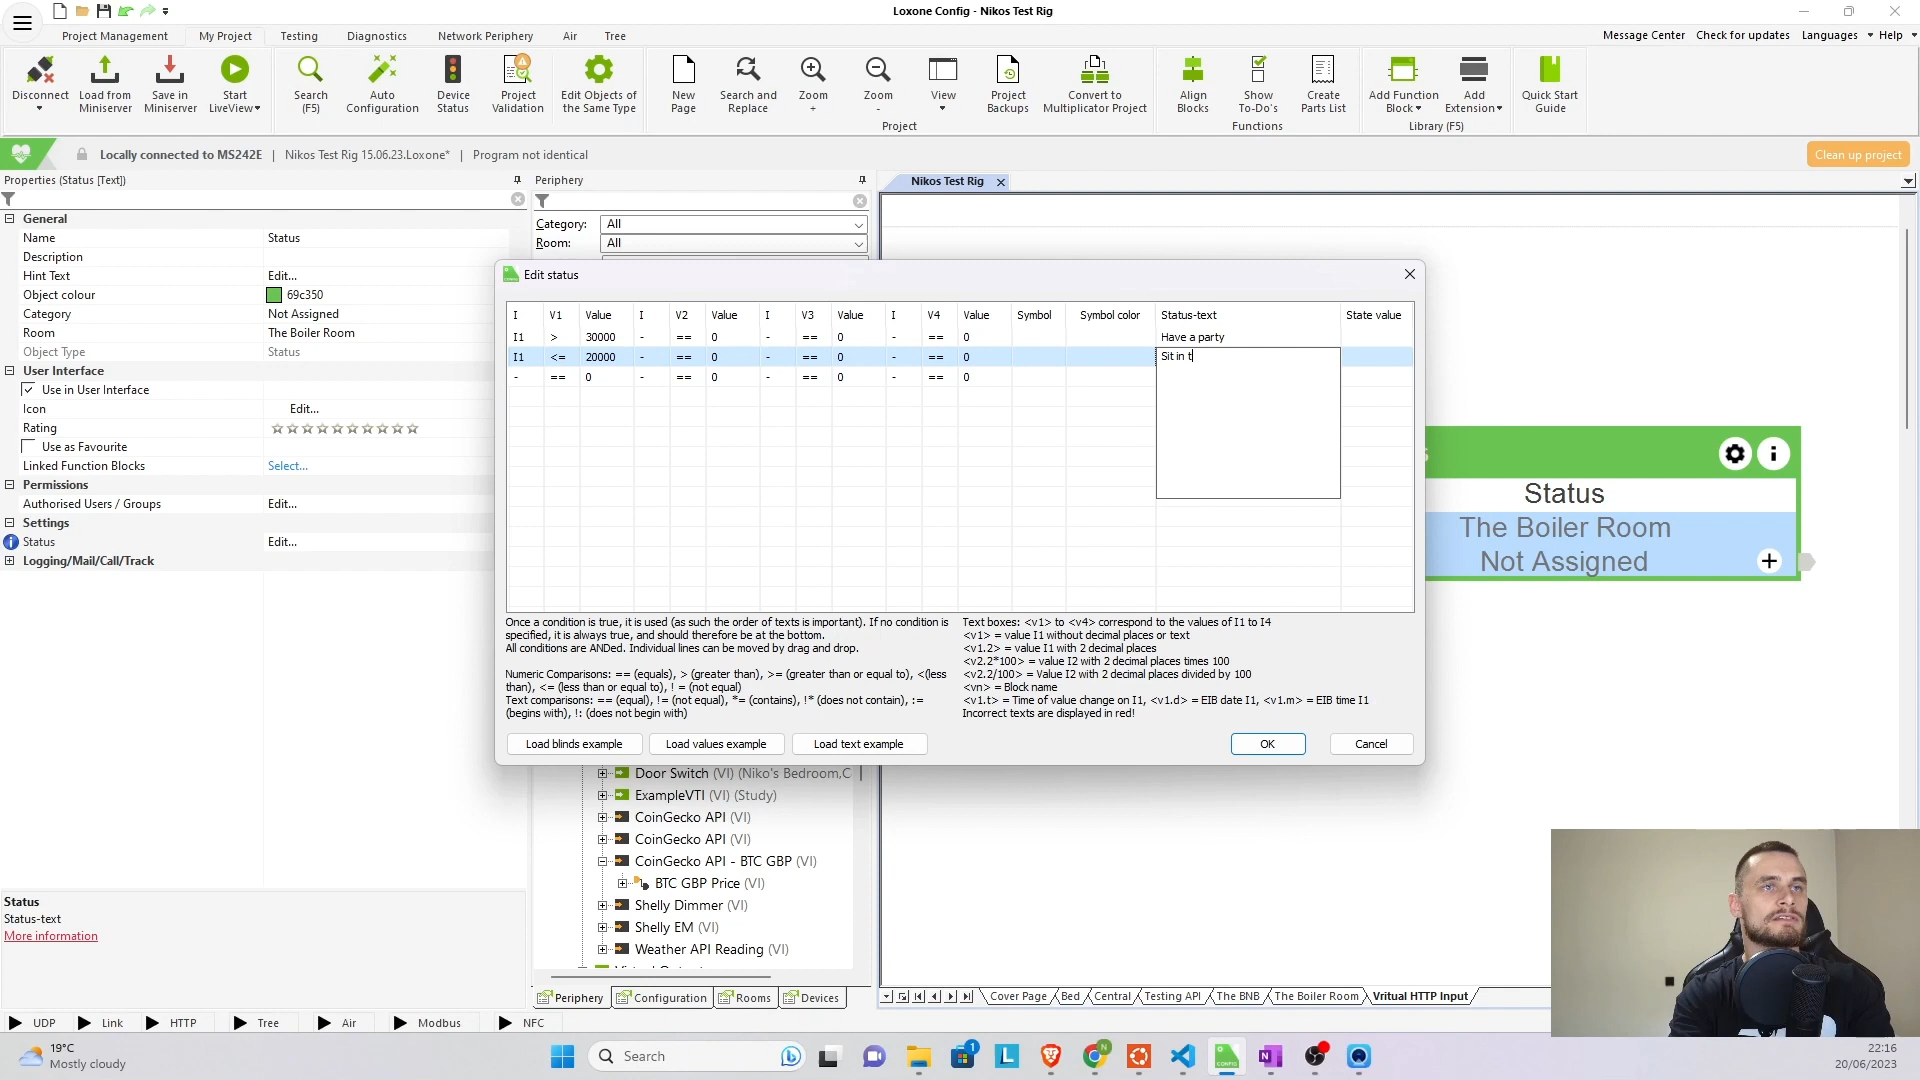 Loxone Config - Nikos Test Rig
Project Management
My Project
Testing
Diagnostics
Network Periphery
Air
Tree
Message Center
Check for updates
Languages
Help
Disconnect
Load from Miniserver
Save in Miniserver
Start LiveView
Search (F5)
Auto Configuration
Device Status
Project Validation
Edit Objects of the Same Type
New Page
Search and Replace
Zoom +
Zoom -
View
Project Backups
Convert to Multiplicator Project
Align Blocks
Show To-Do's
Create Parts List
Add Function Block
Add Extension
Quick Start Guide
Project
Functions
Library (F5)
Locally connected to MS242E | Nikos Test Rig 15.06.23.Loxone* | Program not identical
Clean up project
Properties (Status [Text])
General
Name Status
Description
Hint Text Edit...
Object colour 69c350
Category Not Assigned
Room The Boiler Room
Object Type Status
User Interface
Use in User Interface
Icon Edit...
Rating
Use as Favourite
Linked Function Blocks Select...
Permissions
Authorised Users / Groups Edit...
Settings
Status Edit...
Logging/Mail/Call/Track
Status
Status-text
More information
Periphery
Category: All
Room: All
Nikos Test Rig
Edit status
I V1 Value I V2 Value I V3 Value I V4 Value Symbol Symbol color Status-text State value
I1 > 30000 - == 0 - == 0 - == 0 Have a party
I1 <= 20000 - == 0 - == 0 - == 0 Sit in t
- == 0 - == 0 - == 0 - == 0
Once a condition is true, it is used (as such the order of texts is important). If no condition is
specified, it is always true, and should therefore be at the bottom.
All conditions are ANDed. Individual lines can be moved by drag and drop.
Numeric Comparisons: == (equals), > (greater than), >= (greater than or equal to), <(less
than), <= (less than or equal to), ! = (not equal)
Text comparisons: == (equal), != (not equal), *= (contains), !* (does not contain), :=
(begins with), !: (does not begin with)
Text boxes: <v1> to <v4> correspond to the values of I1 to I4
<v1> = value I1 without decimal places or text
<v1.2> = value I1 with 2 decimal places
<v2.2*100> = value I2 with 2 decimal places times 100
<v2.2/100> = Value I2 with 2 decimal places divided by 100
<vn> = Block name
<v1.t> = Time of value change on I1, <v1.d> = EIB date I1, <v1.m> = EIB time I1
Incorrect texts are displayed in red!
Load blinds example
Load values example
Load text example
OK
Cancel
Status
The Boiler Room
Not Assigned
Door Switch (VI) (Niko's Bedroom,C
ExampleVTI (VI) (Study)
CoinGecko API (VI)
CoinGecko API (VI)
CoinGecko API - BTC GBP (VI)
BTC GBP Price (VI)
Shelly Dimmer (VI)
Shelly EM (VI)
Weather API Reading (VI)
Periphery
Configuration
Rooms
Devices
Cover Page
Bed
Central
Testing API
The BNB
The Boiler Room
Vritual HTTP Input
UDP
Link
HTTP
Tree
Air
Modbus
NFC
19°C
Mostly cloudy
Search
1
N
L
CONFIG
22:16
20/06/2023